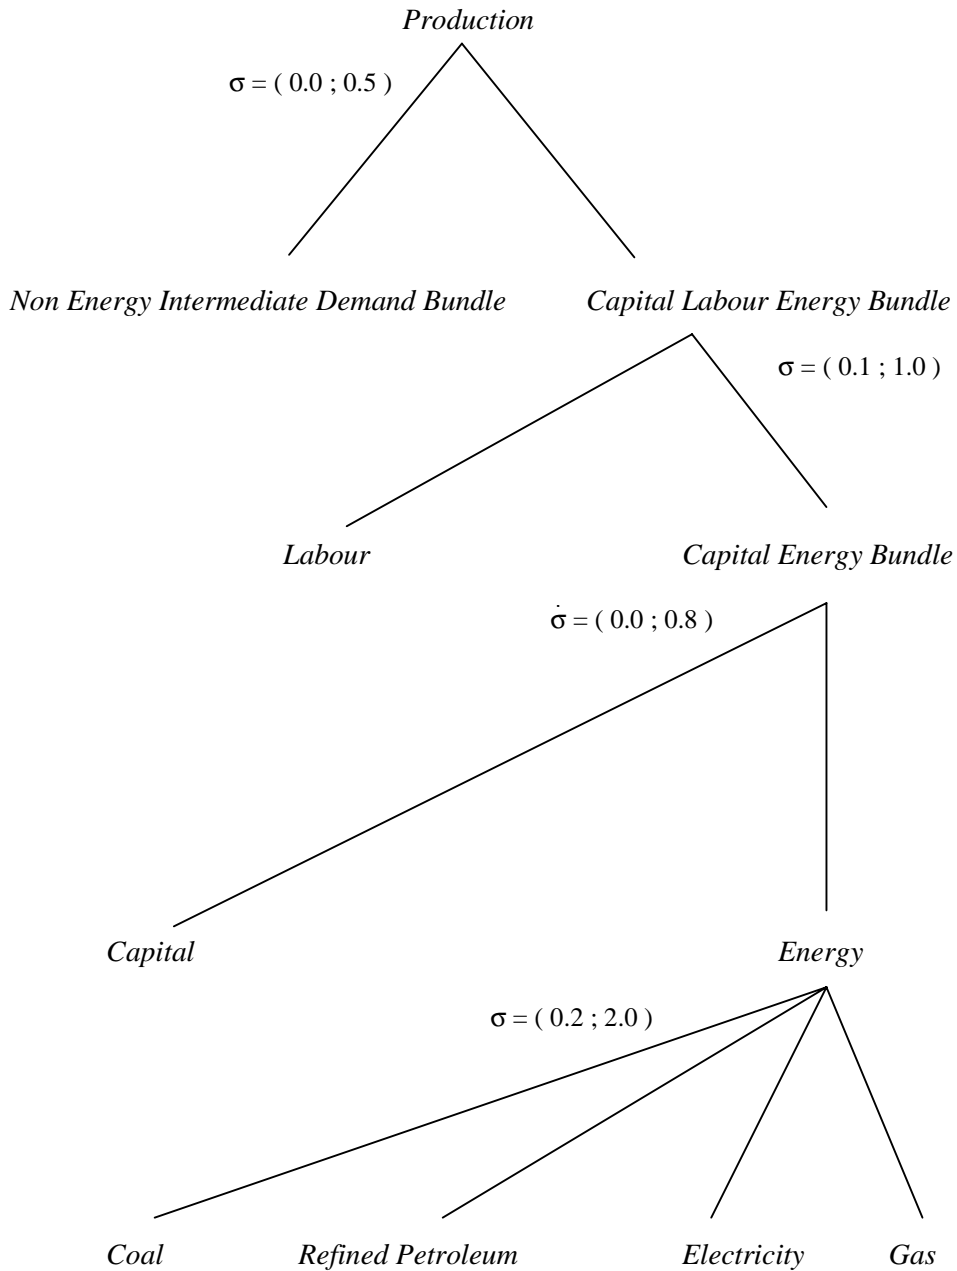 Production
σ = ( 0.0 ; 0.5 )
Non Energy Intermediate Demand Bundle
Capital Labour Energy Bundle
σ = ( 0.1 ; 1.0 )
Labour
Capital Energy Bundle
σ = ( 0.0 ; 0.8 )
Capital
Energy
σ = ( 0.2 ; 2.0 )
Coal
Refined Petroleum
Electricity
Gas